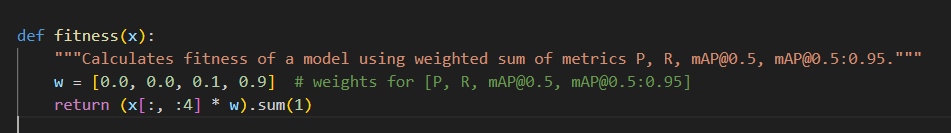 def fitness(x):
    """Calculates fitness of a model using weighted sum of metrics P, R, mAP@0.5, mAP@0.5:0.95."""
    w = [0.0, 0.0, 0.1, 0.9]  # weights for [P, R, mAP@0.5, mAP@0.5:0.95]
    return (x[:, :4] * w).sum(1)